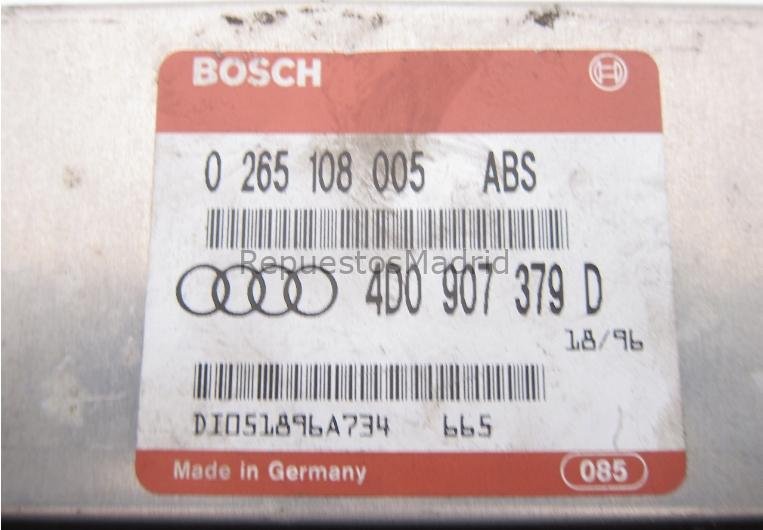 BOSCH
0 265 108 005 ABS
RepuestosMadrid
4D0 907 379 D
18/96
DI051896A734 665
Made in Germany 085